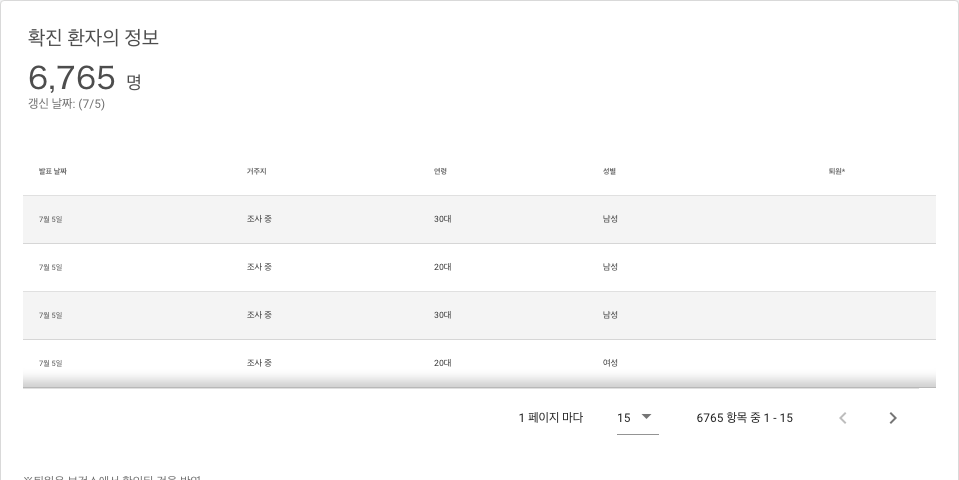 확진 환자의 정보
6,765 명
갱신 날짜: (7/5)
발표 날짜 거주지 연령 성별 퇴원*
7월 5일 조사 중 30대 남성
7월 5일 조사 중 20대 남성
7월 5일 조사 중 30대 남성
7월 5일 조사 중 20대 여성
1 페이지 마다 15 6765 항목 중 1 - 15